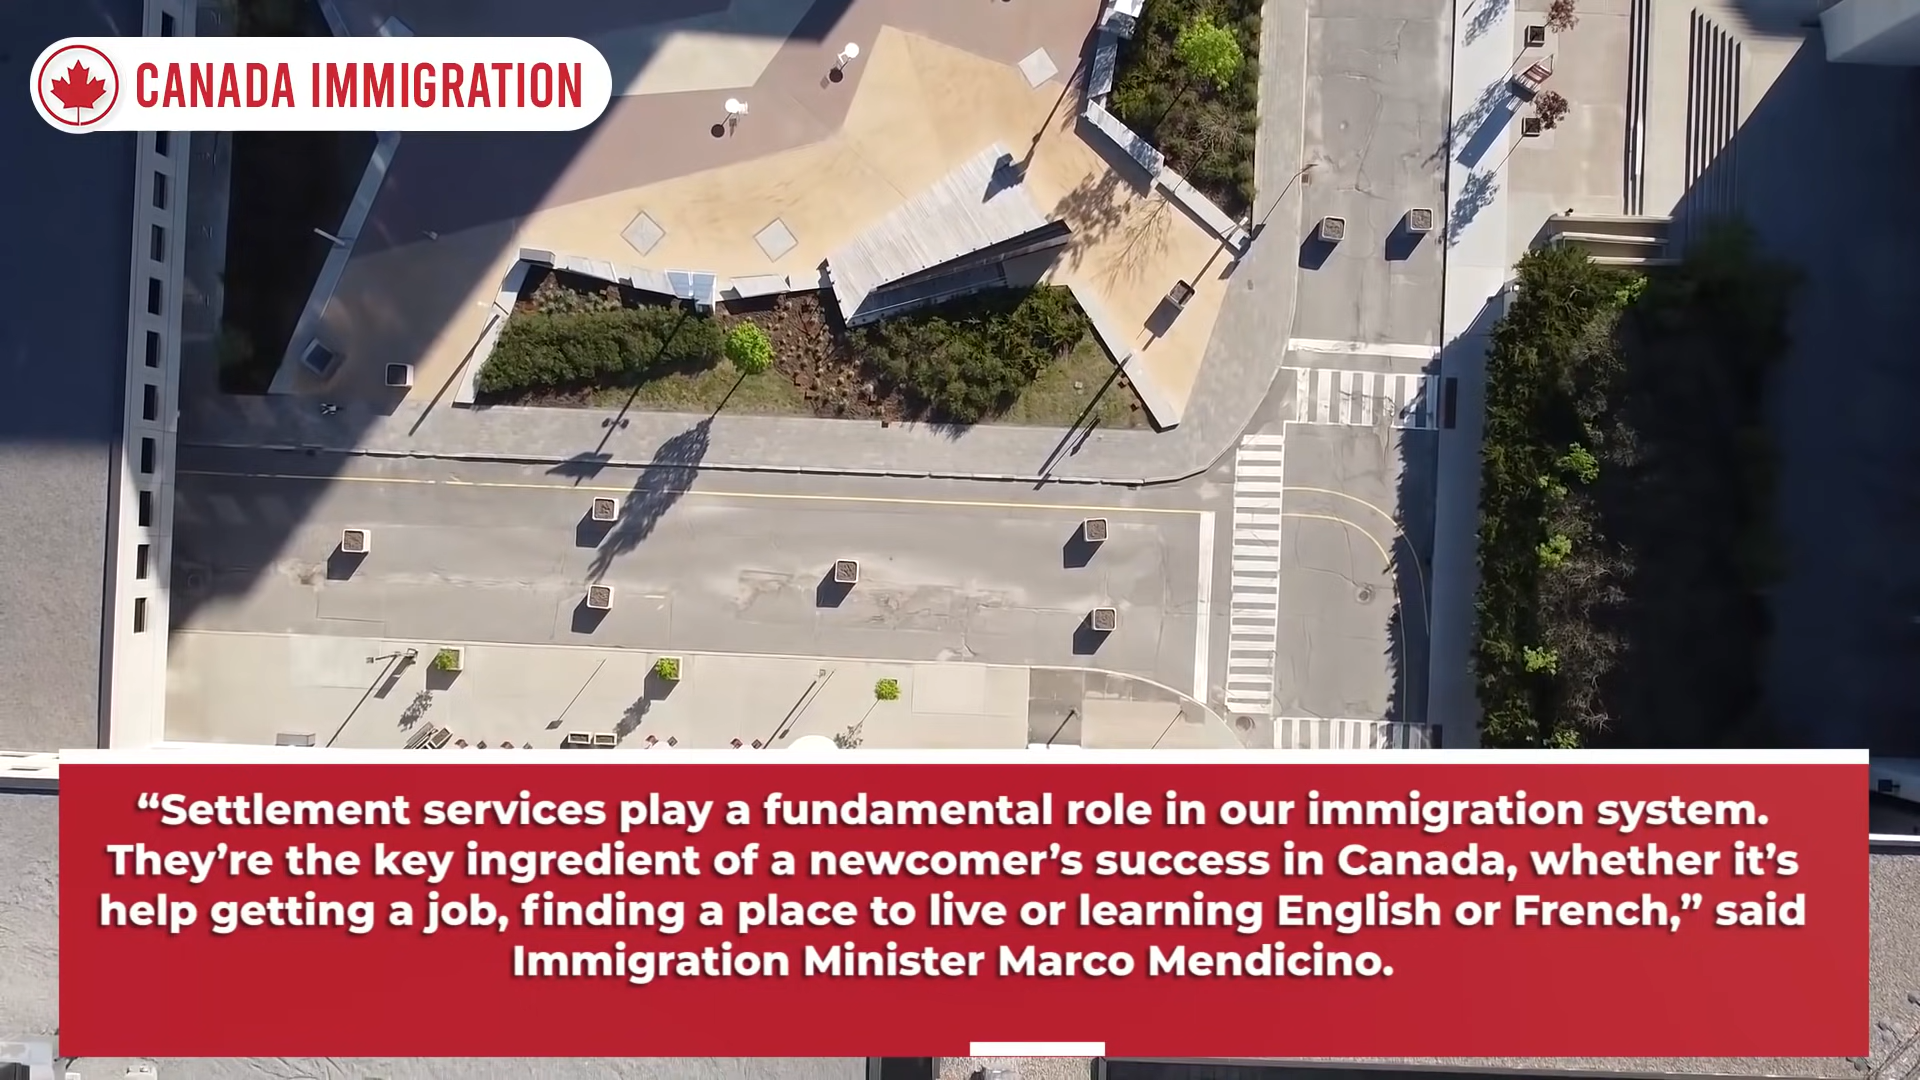 CANADA IMMIGRATION
“Settlement services play a fundamental role in our immigration system.
They’re the key ingredient of a newcomer’s success in Canada, whether it’s
help getting a job, finding a place to live or learning English or French,” said
Immigration Minister Marco Mendicino.